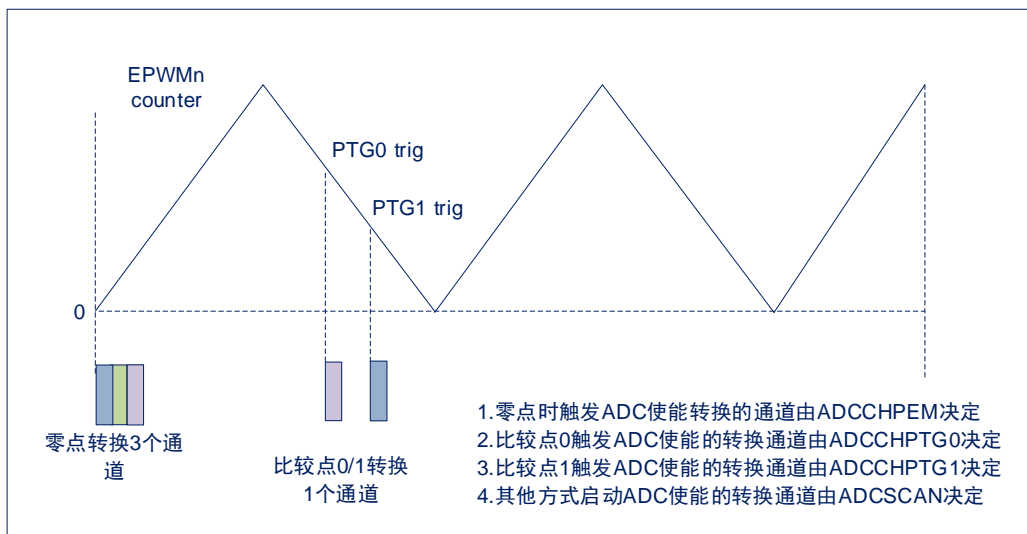 EPWMn
counter
PTG0 trig
PTG1 trig
0
零点转换3个通
道
比较点0/1转换
1个通道
1.零点时触发ADC使能转换的通道由ADCCHPEM决定
2.比较点0触发ADC使能的转换通道由ADCCHPTG0决定
3.比较点1触发ADC使能的转换通道由ADCCHPTG1决定
4.其他方式启动ADC使能的转换通道由ADCSCAN决定